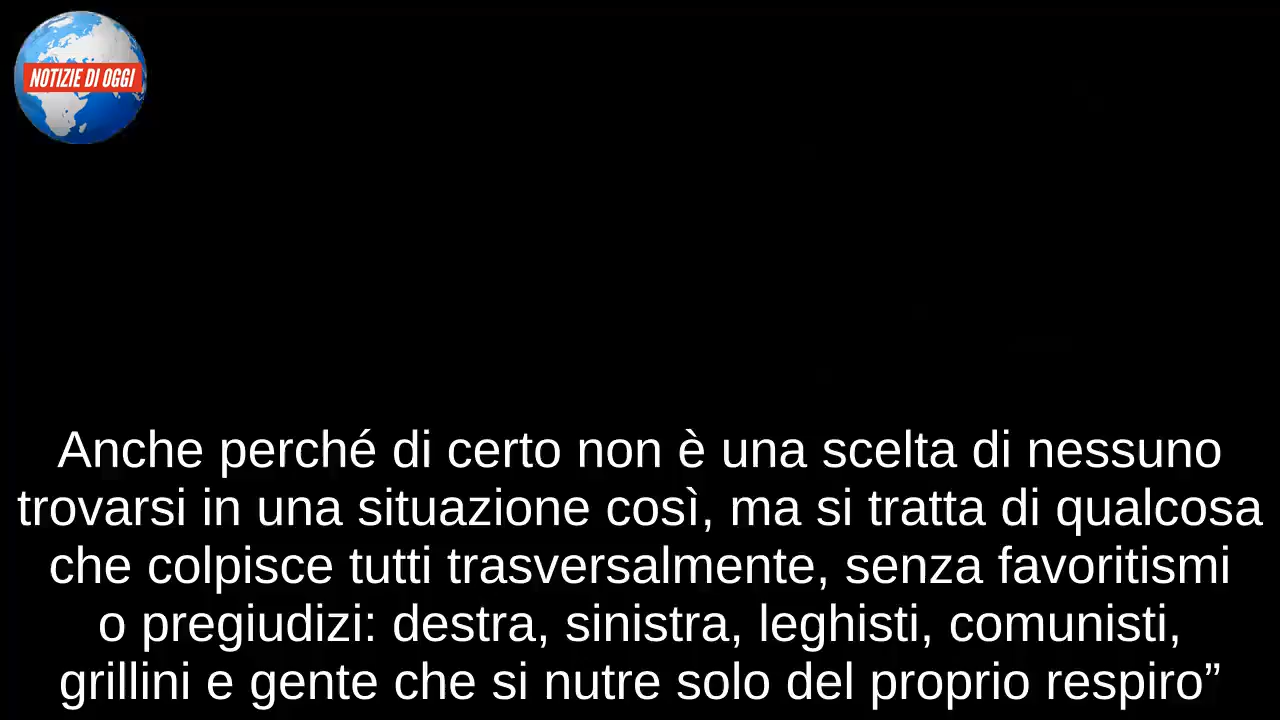 NOTIZIE DI OGGI
Anche perché di certo non è una scelta di nessuno
trovarsi in una situazione così, ma si tratta di qualcosa
che colpisce tutti trasversalmente, senza favoritismi
o pregiudizi: destra, sinistra, leghisti, comunisti,
grillini e gente che si nutre solo del proprio respiro”